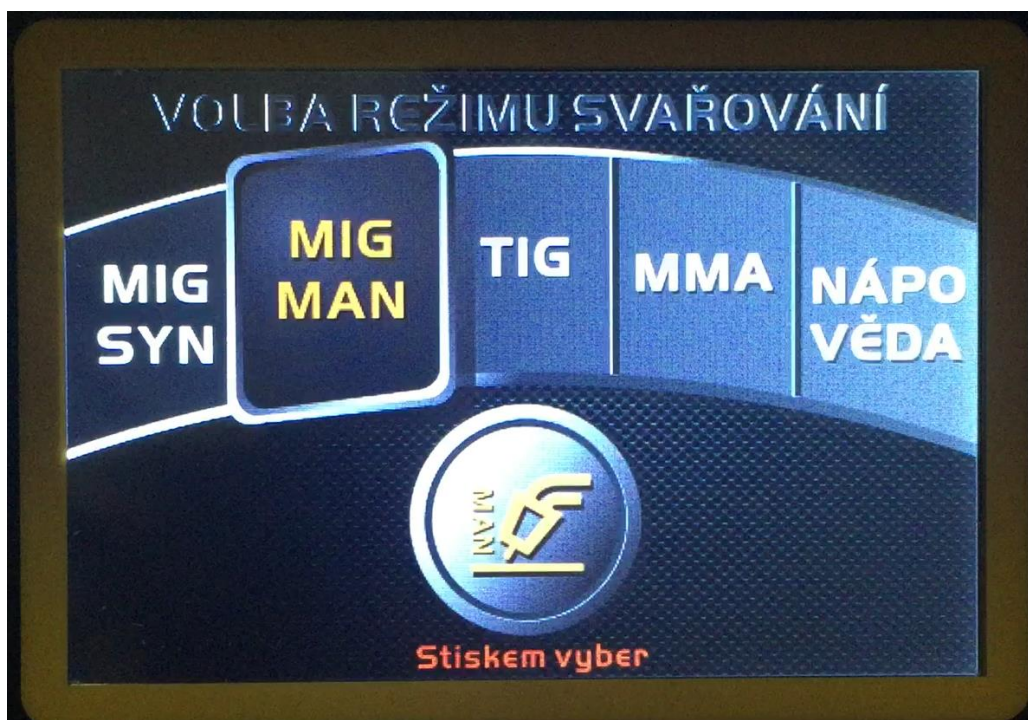 VOLBA REŽIMU SVAŘOVÁNÍ
MIG
SYN
MIG
MAN
TIG
MMA
NÁPO
VĚDA
MAN
Stiskem vyber